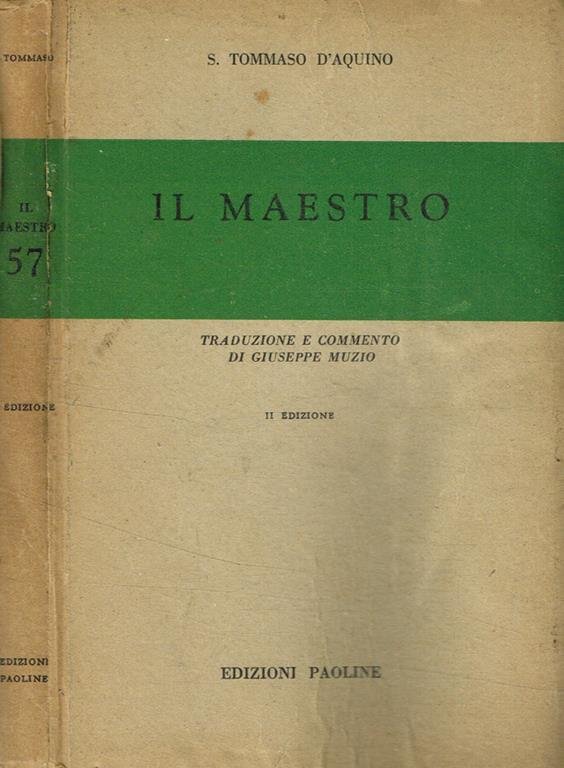 TOMMASO
IL
MAESTRO
57
EDIZIONE
EDIZIONI
PAOLINE
S. TOMMASO D'AQUINO
IL MAESTRO
TRADUZIONE E COMMENTO
DI GIUSEPPE MUZIO
II EDIZIONE
EDIZIONI PAOLINE